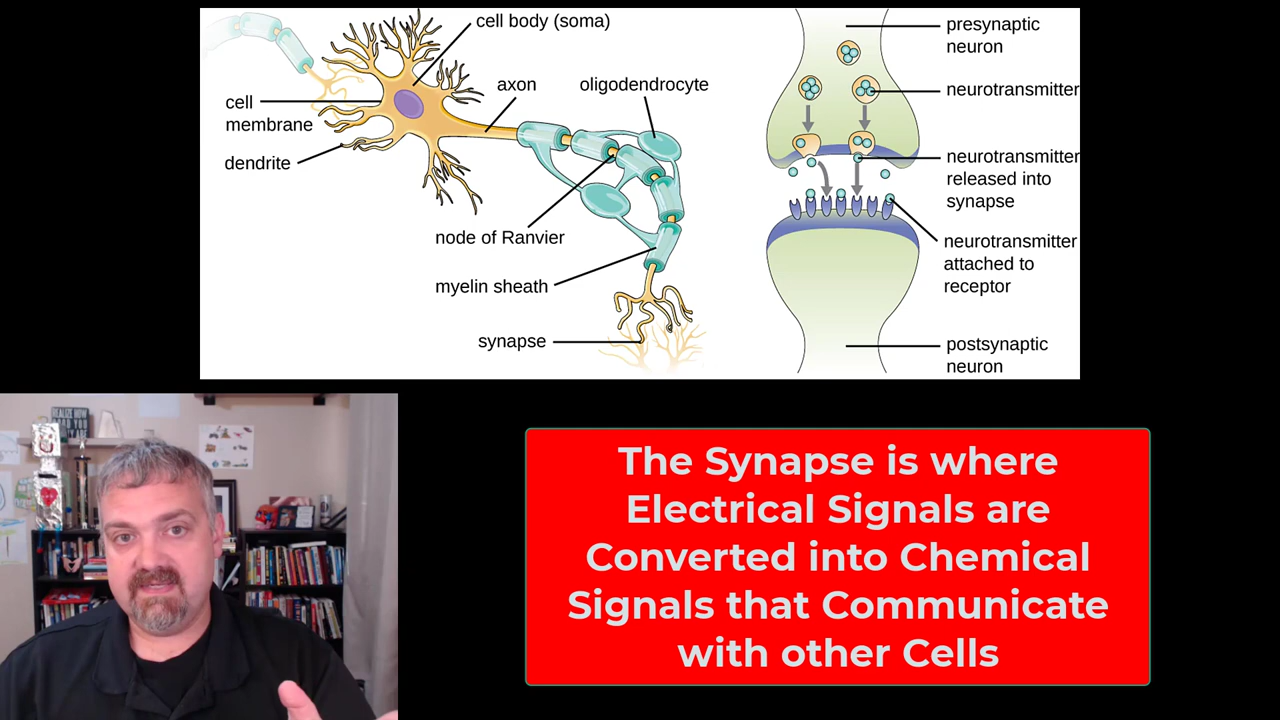 cell body (soma)
axon
oligodendrocyte
cell
membrane
dendrite
node of Ranvier
myelin sheath
synapse
presynaptic
neuron
neurotransmitter
neurotransmitter
released into
synapse
neurotransmitter
attached to
receptor
postsynaptic
neuron
REALIZE HOW
The Synapse is where
Electrical Signals are
Converted into Chemical
Signals that Communicate
with other Cells